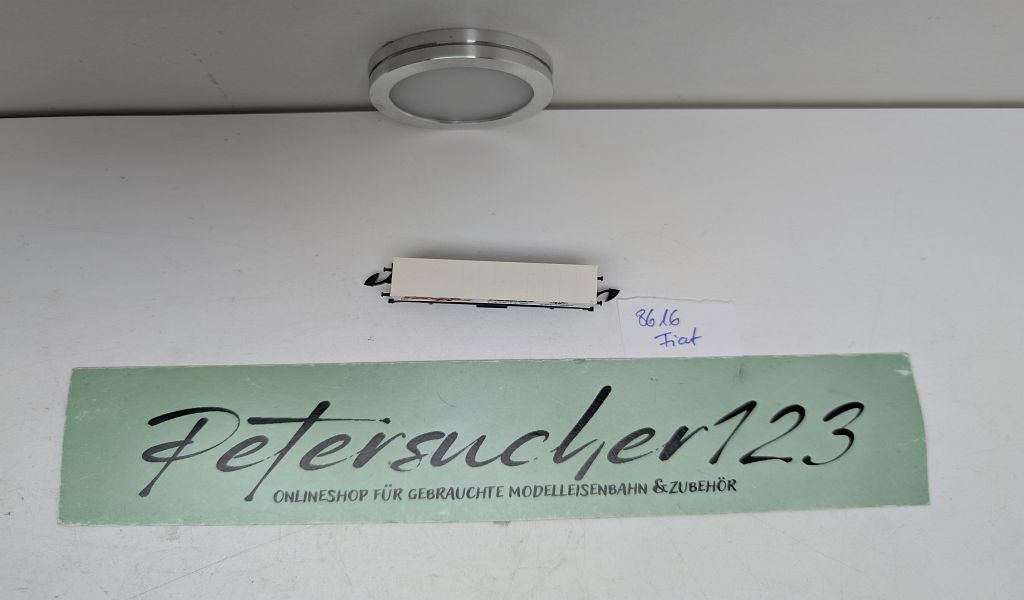 8616
Fiat
Petersucher123
ONLINESHOP FÜR GEBRAUCHTE MODELLEISENBAHN & ZUBEHÖR